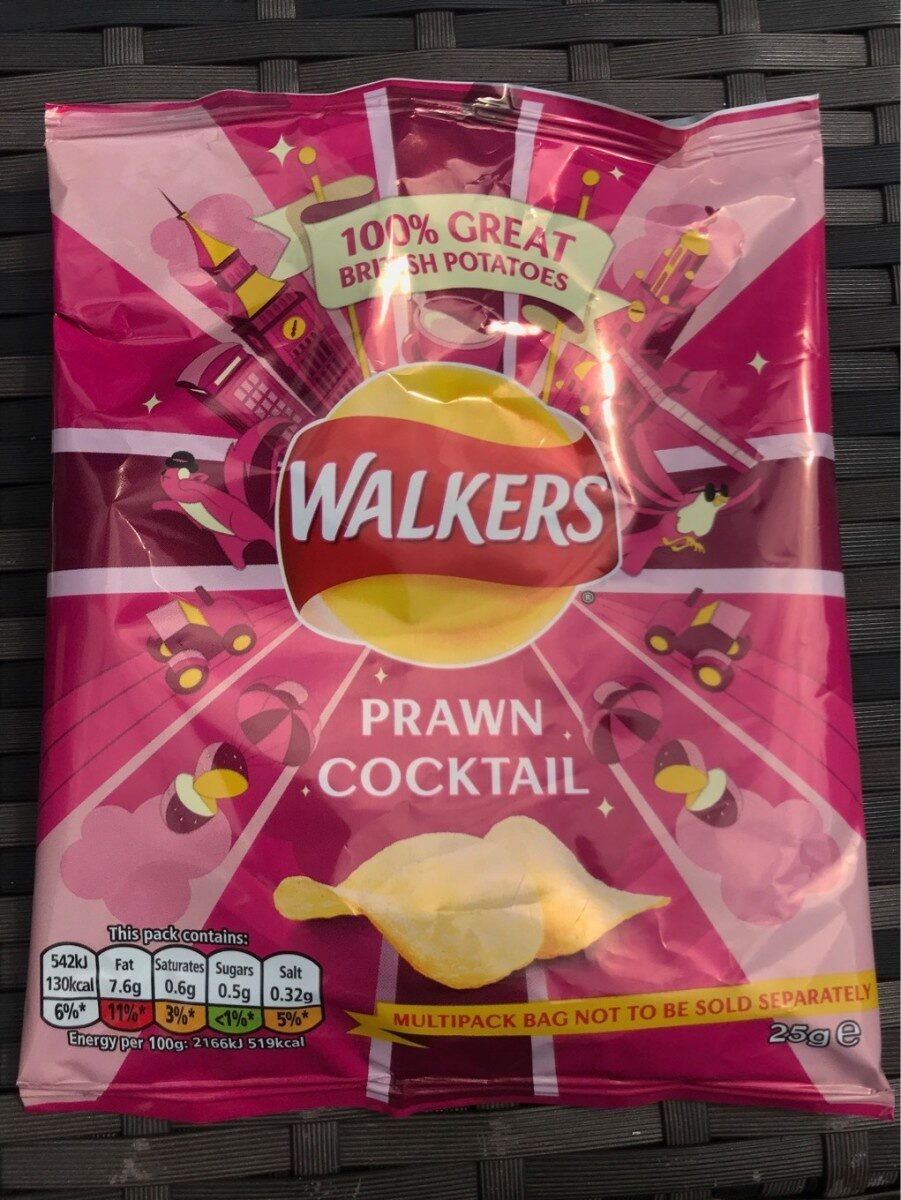 100% GREAT
BRITISH POTATOES
WALKERS
®
PRAWN
COCKTAIL
This pack contains:
542kJ
130kcal
6%*
Fat
7.6g
11%*
Saturates
0.6g
3%*
Sugars
0.5g
<1%*
Salt
0.32g
5%*
Energy per 100g: 2166kJ 519kcal
MULTIPACK BAG NOT TO BE SOLD SEPARATELY
25g e